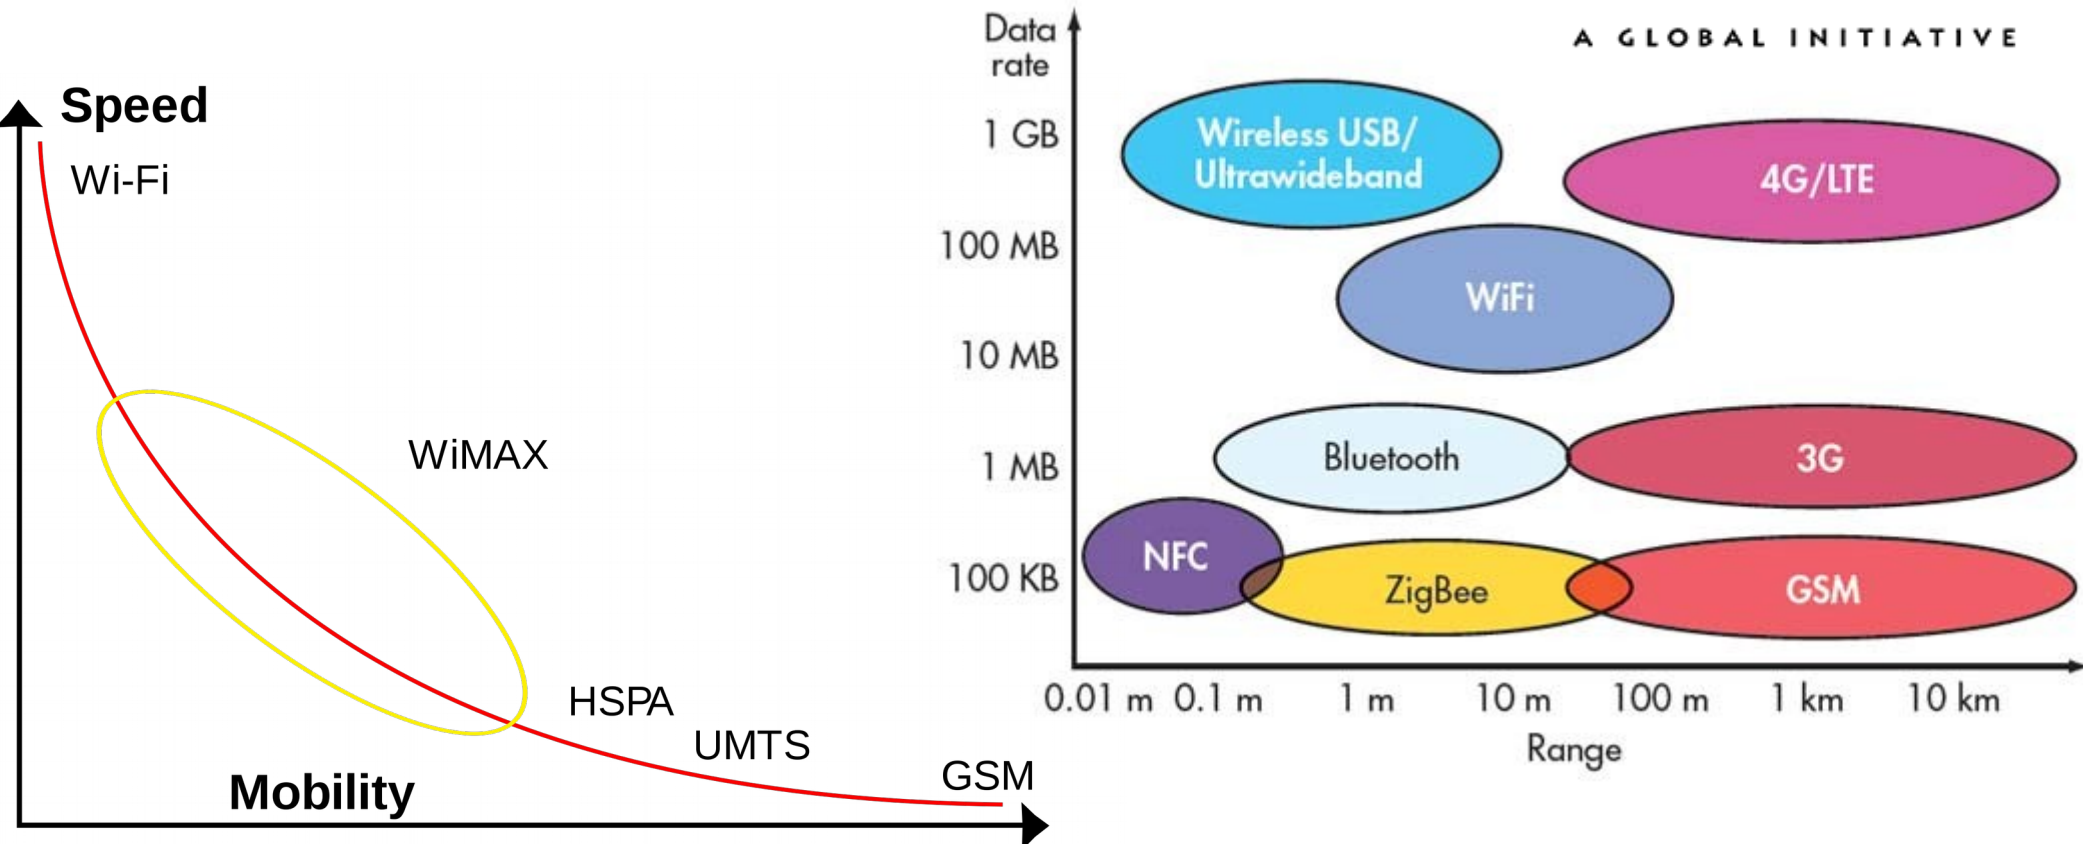 Speed
Wi-Fi
WiMAX
HSPA
UMTS
GSM
Mobility
A GLOBAL INITIATIVE
Data
rate
1 GB
100 MB
10 MB
1 MB
100 KB
Wireless USB/
Ultrawideband
4G/LTE
WiFi
Bluetooth
3G
NFC
ZigBee
GSM
0.01 m 0.1 m 1 m 10 m 100 m 1 km 10 km
Range